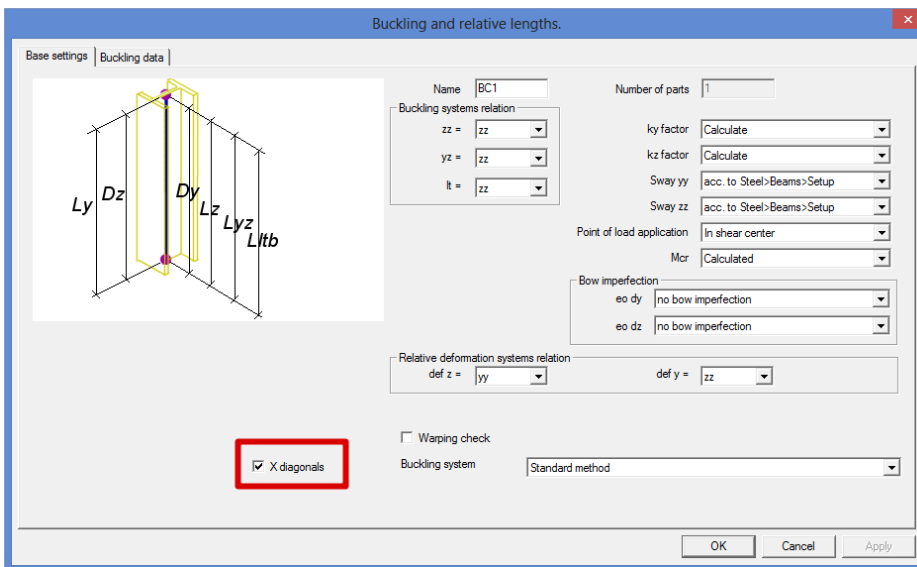 Buckling and relative lengths.
Base settings
Buckling data
Ly
Dz
Dy
Lz
Lyz
Lltb
Name BC1
Number of parts 1
Buckling systems relation
zz = zz
yz = zz
lt = zz
ky factor Calculate
kz factor Calculate
Sway yy acc. to Steel>Beams>Setup
Sway zz acc. to Steel>Beams>Setup
Point of load application In shear center
Mcr Calculated
Bow imperfection
eo dy no bow imperfection
eo dz no bow imperfection
Relative deformation systems relation
def z = yy def y = zz
Warping check
X diagonals
Buckling system Standard method
OK Cancel Apply